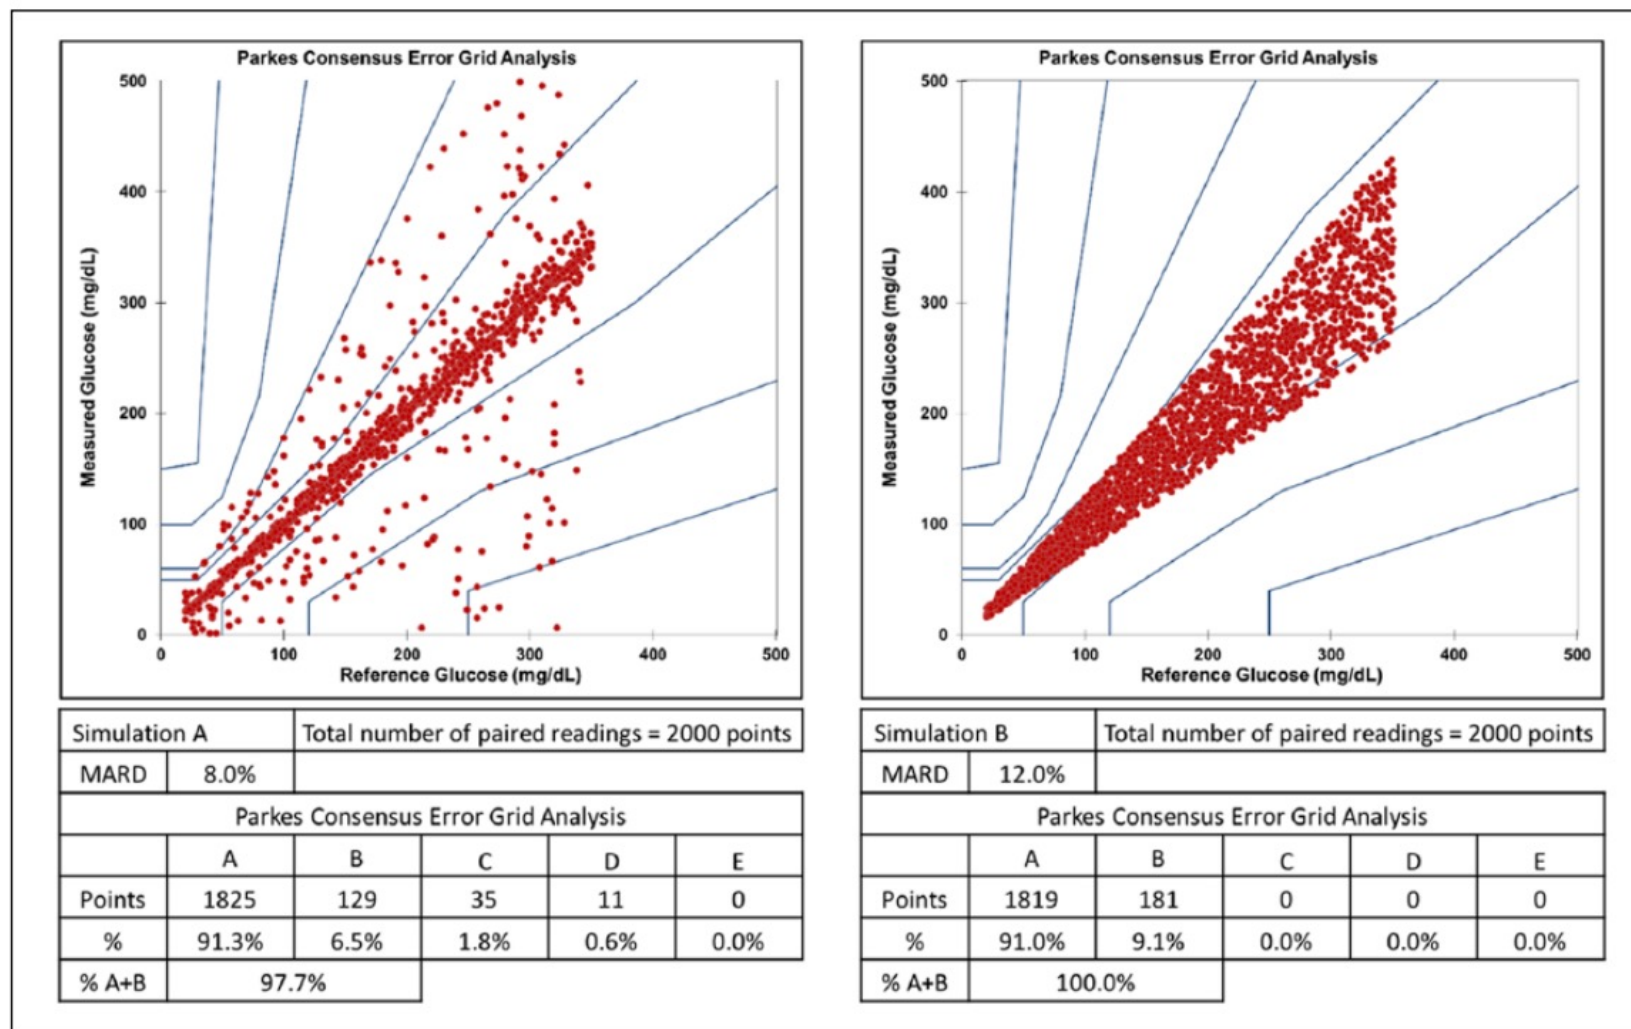 Parkes Consensus Error Grid Analysis
500
400
300
200
100
0
Measured Glucose (mg/dL)
0 100 200 300 400 500
Reference Glucose (mg/dL)
Simulation A Total number of paired readings = 2000 points
MARD 8.0%
Parkes Consensus Error Grid Analysis
A B C D E
Points 1825 129 35 11 0
% 91.3% 6.5% 1.8% 0.6% 0.0%
% A+B 97.7%
Parkes Consensus Error Grid Analysis
500
400
300
200
100
0
Measured Glucose (mg/dL)
0 100 200 300 400 500
Reference Glucose (mg/dL)
Simulation B Total number of paired readings = 2000 points
MARD 12.0%
Parkes Consensus Error Grid Analysis
A B C D E
Points 1819 181 0 0 0
% 91.0% 9.1% 0.0% 0.0% 0.0%
% A+B 100.0%